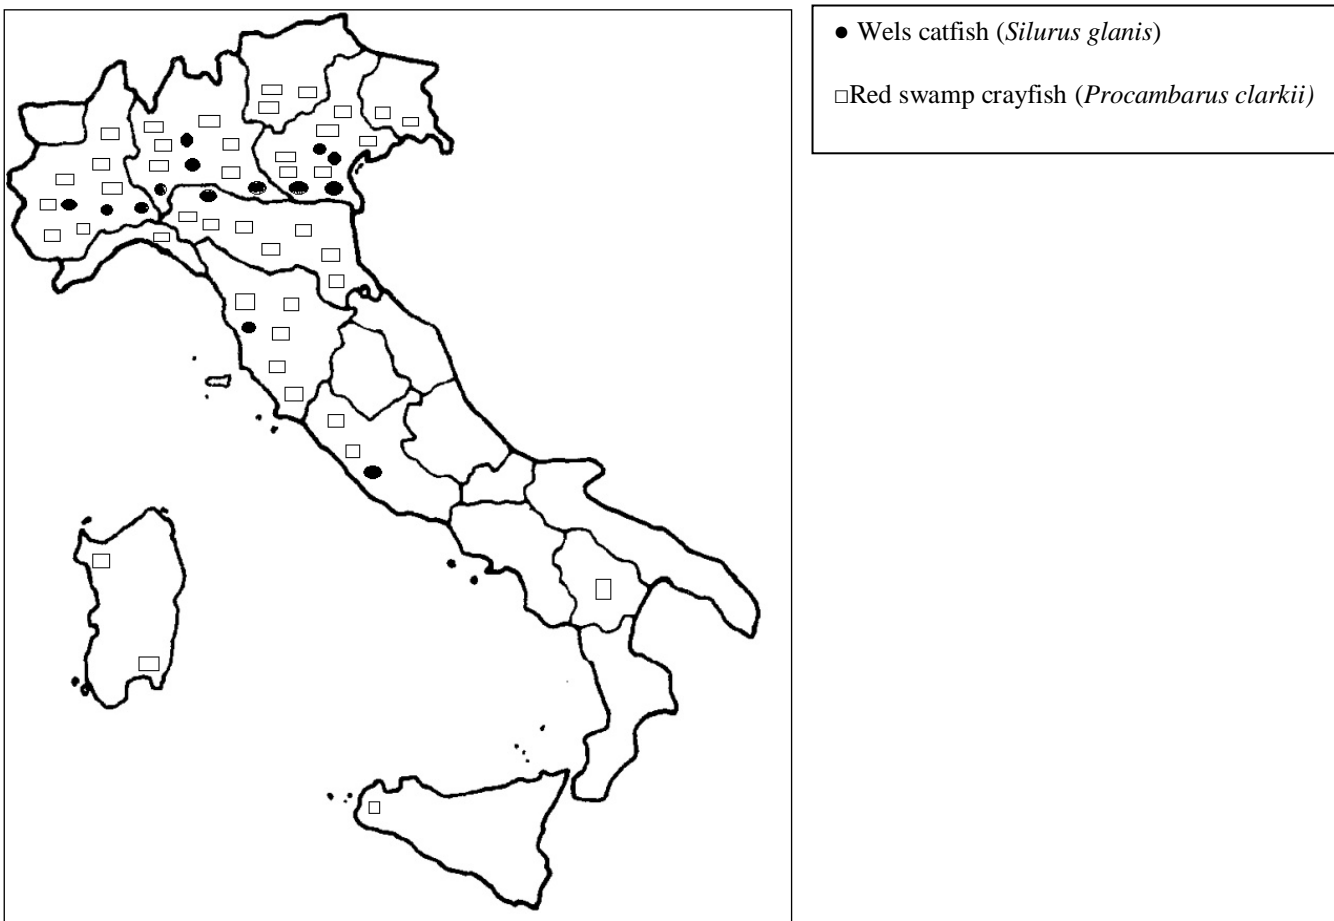 ● Wels catfish (Silurus glanis)
□Red swamp crayfish (Procambarus clarkii)